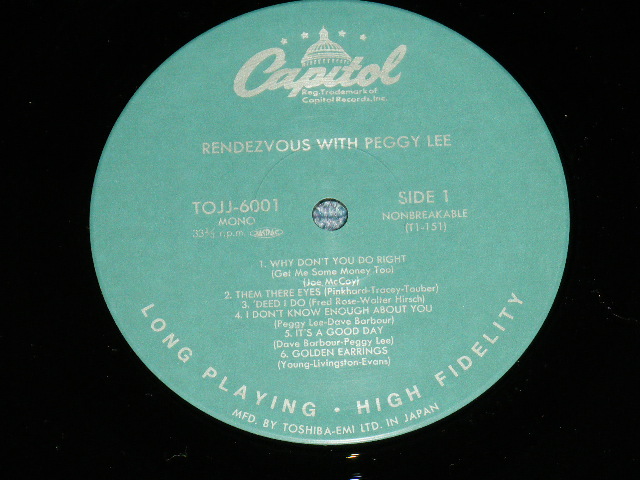 Capitol
Reg. Trademark of
Capitol Records, Inc.
RENDEZVOUS WITH PEGGY LEE
TOJJ-6001
MONO
33⅓ r.p.m.
SIDE 1
NONBREAKABLE
(T1-151)
1. WHY DON'T YOU DO RIGHT
(Get Me Some Money Too)
(Joe McCoy)
2. THEM THERE EYES (Pinkhard-Tracey-Tauber)
3. 'DEED I DO (Fred Rose-Walter Hirsch)
4. I DON'T KNOW ENOUGH ABOUT YOU
(Peggy Lee-Dave Barbour)
5. IT'S A GOOD DAY
(Dave Barbour-Peggy Lee)
6. GOLDEN EARRINGS
(Young-Livingston-Evans)
LONG PLAYING • HIGH FIDELITY
MFD. BY TOSHIBA-EMI LTD. IN JAPAN